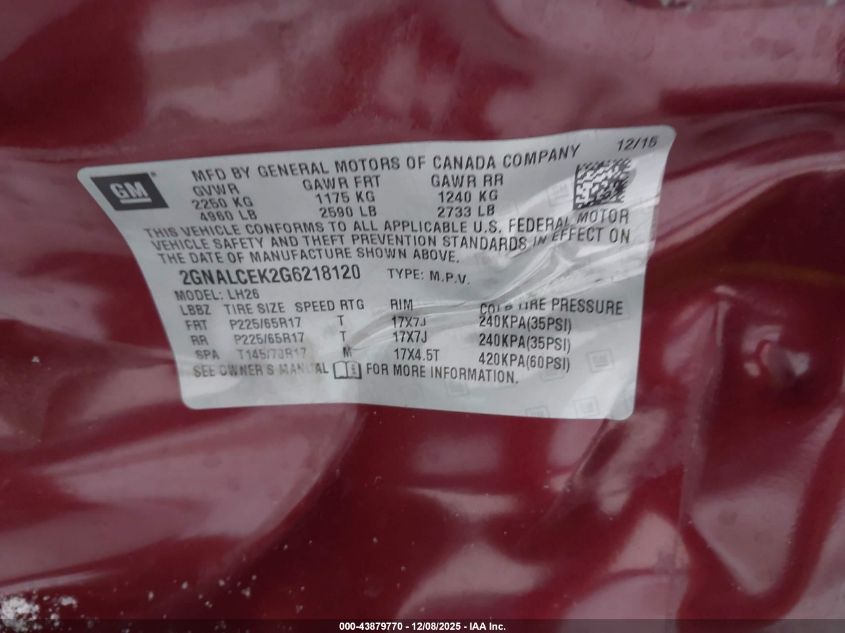 GM
MFD BY GENERAL MOTORS OF CANADA COMPANY 12/15
GVWR GAWR FRT GAWR RR
2250 KG 1175 KG 1240 KG
4960 LB 2590 LB 2733 LB
THIS VEHICLE CONFORMS TO ALL APPLICABLE U.S. FEDERAL MOTOR
VEHICLE SAFETY AND THEFT PREVENTION STANDARDS IN EFFECT ON
THE DATE OF MANUFACTURE SHOWN ABOVE.
2GNALCEK2G6218120 TYPE: M.P.V.
MODEL: LH26
LBBZ TIRE SIZE SPEED RTG RIM COLD TIRE PRESSURE
FRT P225/65R17 T 17X7J 240KPA(35PSI)
RR P225/65R17 T 17X7J 240KPA(35PSI)
SPA T145/70R17 M 17X4.5T 420KPA(60PSI)
SEE OWNER'S MANUAL FOR MORE INFORMATION.
000-43879770 - 12/08/2025 - IAA Inc.